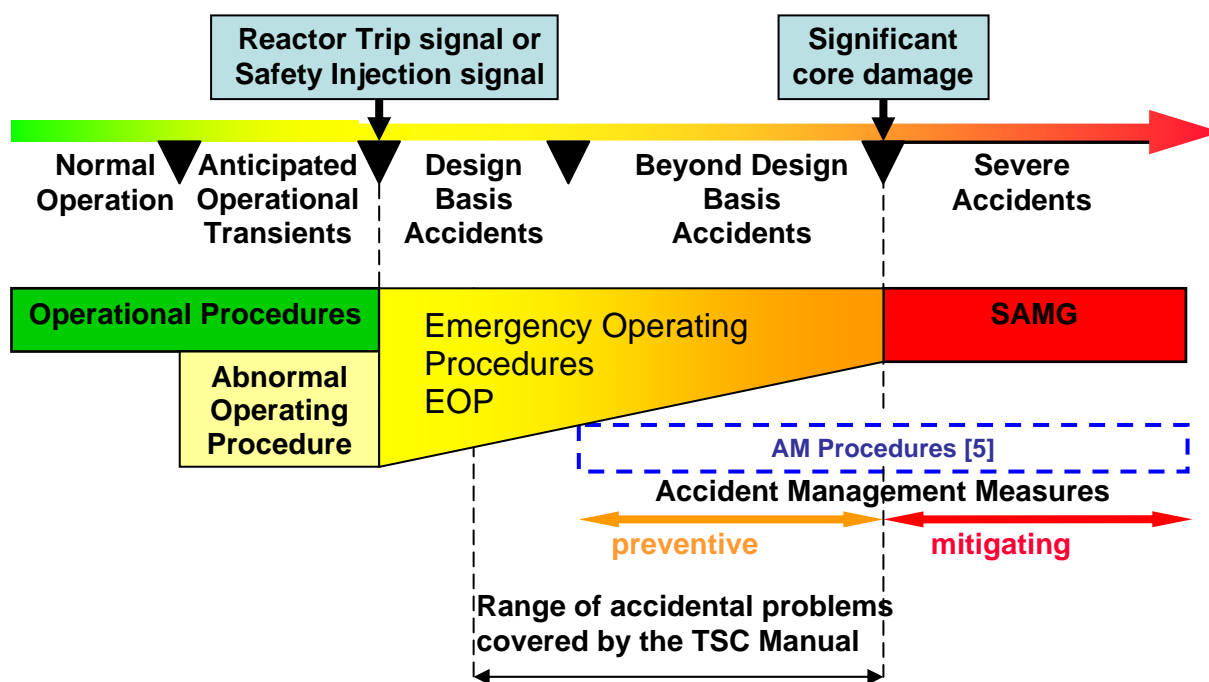 Reactor Trip signal or
Safety Injection signal
Significant
core damage
Normal
Operation
Anticipated
Operational
Transients
Design
Basis
Accidents
Beyond Design
Basis
Accidents
Severe
Accidents
Operational Procedures
Abnormal
Operating
Procedure
Emergency Operating
Procedures
EOP
SAMG
AM Procedures [5]
Accident Management Measures
preventive
mitigating
Range of accidental problems
covered by the TSC Manual